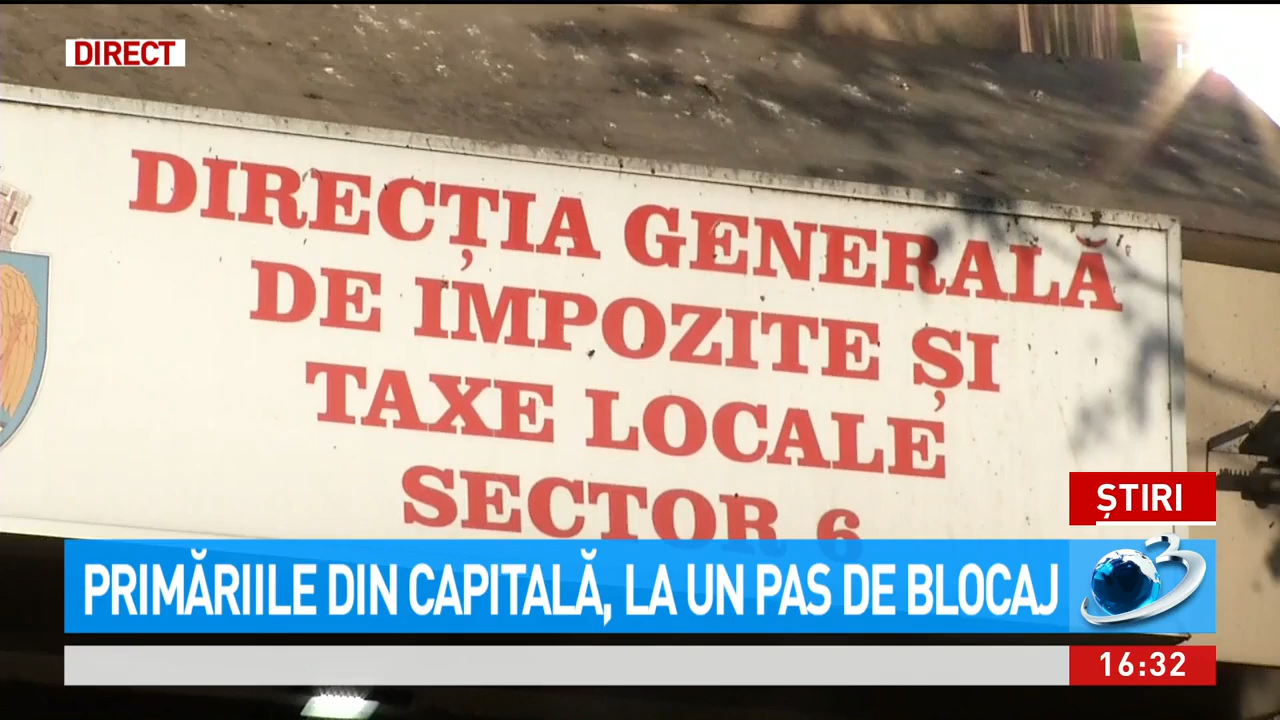 DIRECT
DIRECȚIA GENERALĂ
DE IMPOZITE ȘI
TAXE LOCALE
SECTOR 6
ȘTIRI
PRIMĂRIILE DIN CAPITALĂ, LA UN PAS DE BLOCAJ
3
16:32